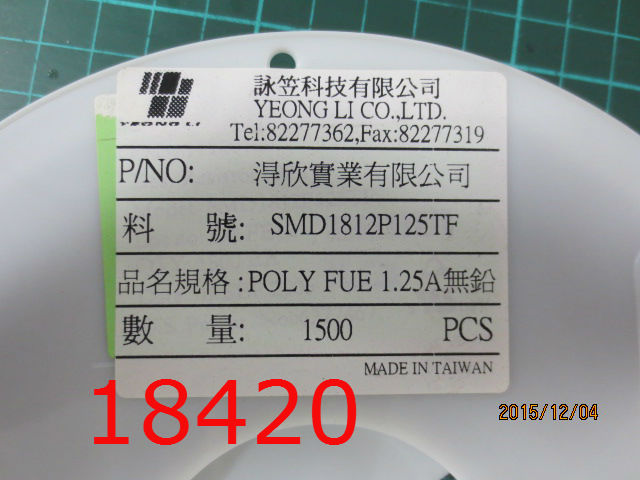 詠笠科技有限公司
YEONG LI CO.,LTD.
YEONG LI
Tel:82277362,Fax:82277319
P/NO: 淂欣實業有限公司
料 號: SMD1812P125TF
品名規格:POLY FUE 1.25A無鉛
數 量: 1500 PCS
MADE IN TAIWAN
18420
2015/12/04